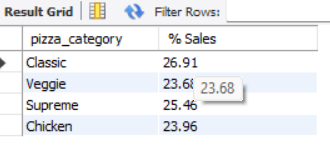 Result Grid Filter Rows:
pizza_category % Sales
Classic 26.91
Veggie 23.68 23.68
Supreme 25.46
Chicken 23.96